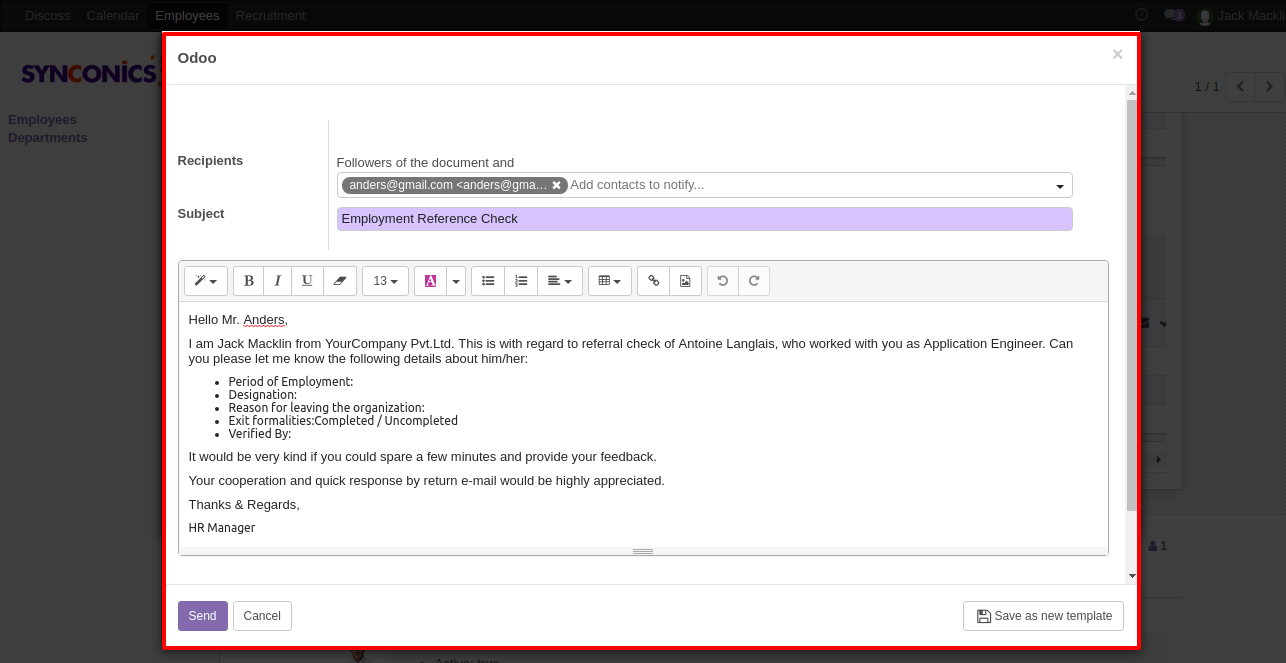 Discuss Calendar Employees Recruitment 1 Jack Mackli
SYNCONICS
Employees
Departments
1 / 1
Odoo ×
Recipients
Followers of the document and
anders@gmail.com <anders@gma… ✖ Add contacts to notify...
Subject
Employment Reference Check
B I U 13 A
Hello Mr. Anders,
I am Jack Macklin from YourCompany Pvt.Ltd. This is with regard to referral check of Antoine Langlais, who worked with you as Application Engineer. Can
you please let me know the following details about him/her:
• Period of Employment:
• Designation:
• Reason for leaving the organization:
• Exit formalities:Completed / Uncompleted
• Verified By:
It would be very kind if you could spare a few minutes and provide your feedback.
Your cooperation and quick response by return e-mail would be highly appreciated.
Thanks & Regards,
HR Manager
1
Send Cancel Save as new template
Active: true